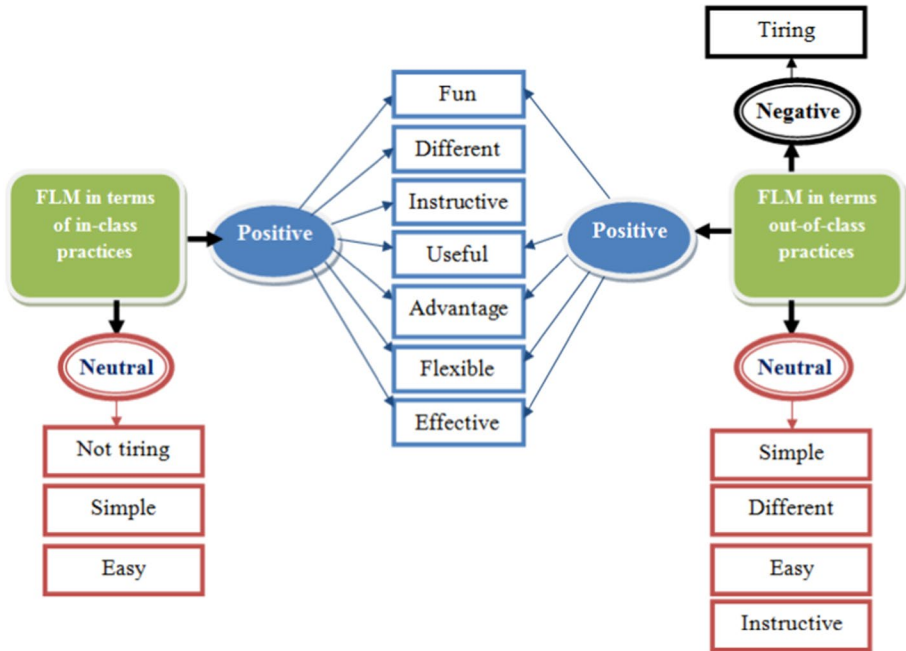 Tiring
Negative
Fun
Different
Instructive
Useful
Advantage
Flexible
Effective
FLM in terms
of in-class
practices
Positive
Positive
FLM in terms
out-of-class
practices
Neutral
Not tiring
Simple
Easy
Neutral
Simple
Different
Easy
Instructive